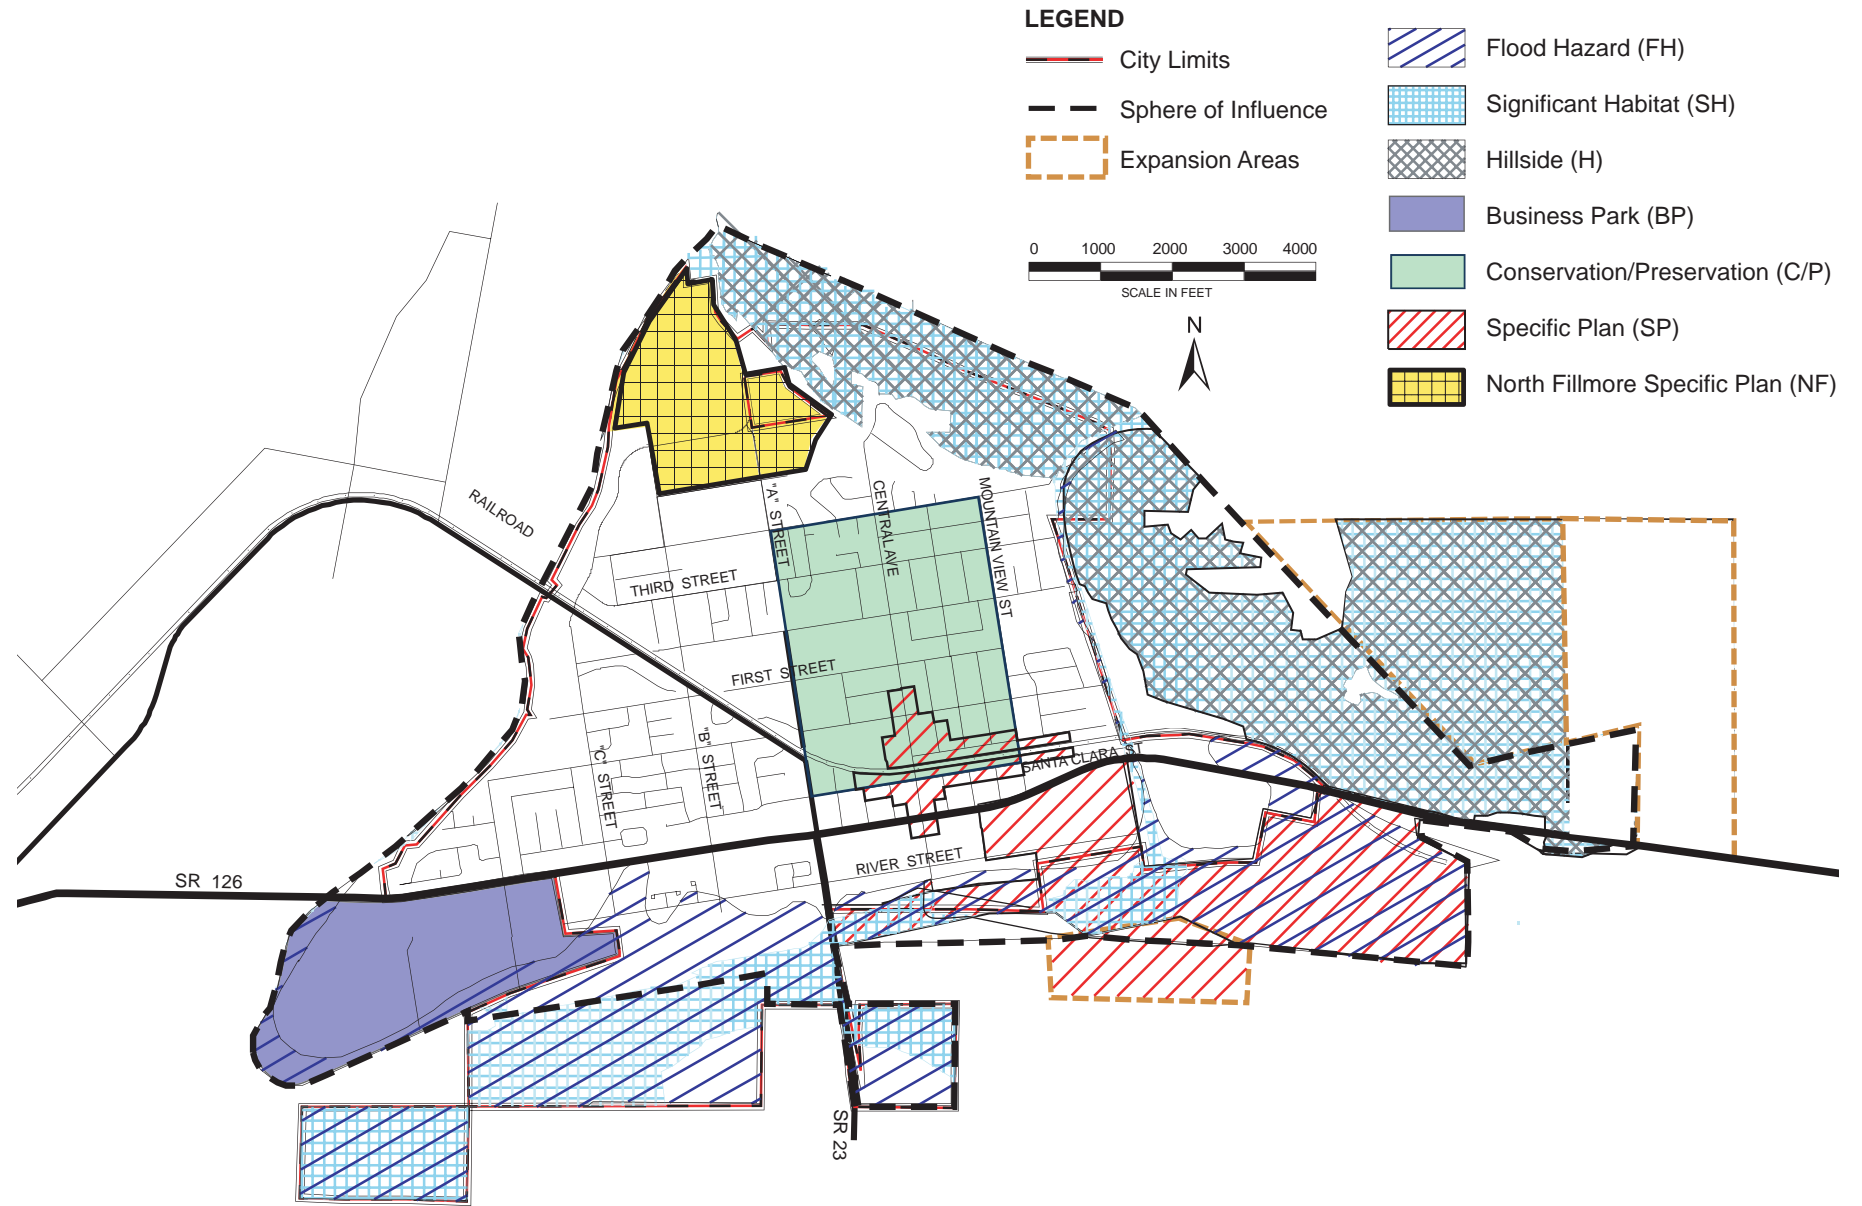 LEGEND
City Limits
Sphere of Influence
Expansion Areas
Flood Hazard (FH)
Significant Habitat (SH)
Hillside (H)
Business Park (BP)
Conservation/Preservation (C/P)
Specific Plan (SP)
North Fillmore Specific Plan (NF)
0 1000 2000 3000 4000
SCALE IN FEET
N
RAILROAD
"A" STREET
CENTRAL AVE
MOUNTAIN VIEW ST
THIRD STREET
FIRST STREET
"B" STREET
"C" STREET
SANTA CLARA ST
RIVER STREET
SR 126
SR 23